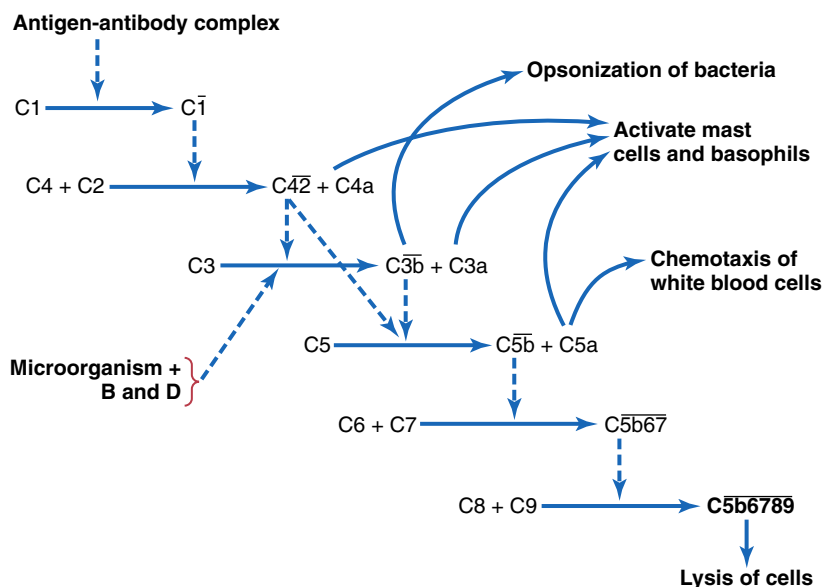 Antigen-antibody complex
Opsonization of bacteria
C1 C1̅
Activate mast
cells and basophils
C4 + C2 C4̅2̅ + C4a
C3 C3̅b̅ + C3a
Chemotaxis of
white blood cells
C5 C5̅b̅ + C5a
Microorganism +
B and D
C6 + C7 C5̅b̅6̅7̅
C8 + C9 C5̅b̅6̅7̅8̅9̅
Lysis of cells